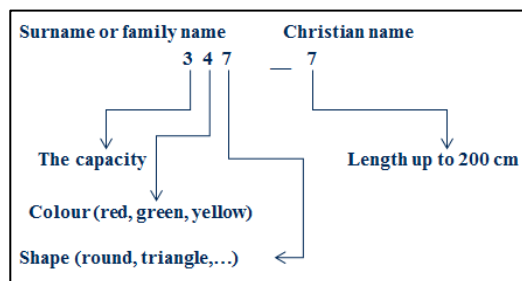 Surname or family name Christian name
3 4 7 — 7
The capacity Length up to 200 cm
Colour (red, green, yellow)
Shape (round, triangle,...)